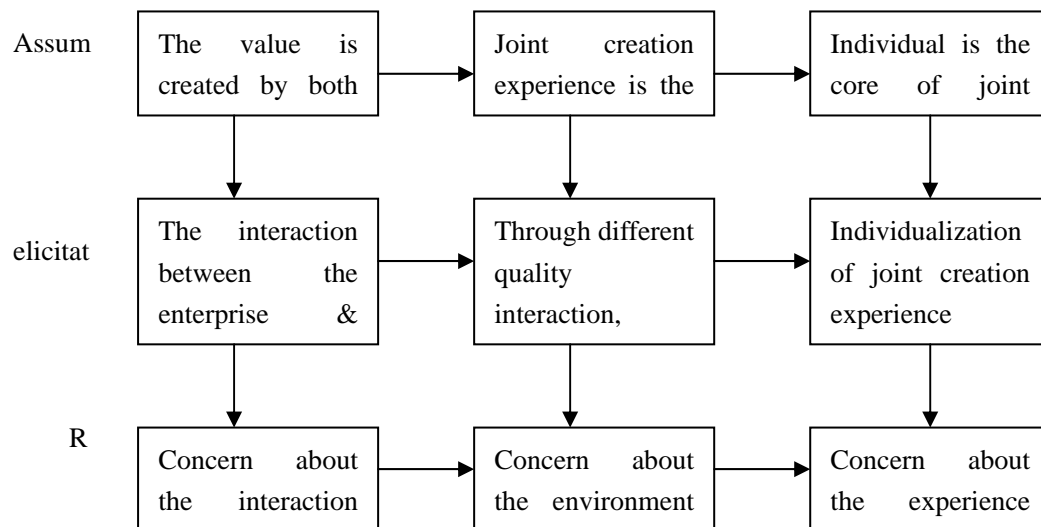 Assum
The value is
created by both
Joint creation
experience is the
Individual is the
core of joint
elicitat
The interaction
between the
enterprise &
Through different
quality
interaction,
Individualization
of joint creation
experience
R
Concern about
the interaction
Concern about
the environment
Concern about
the experience